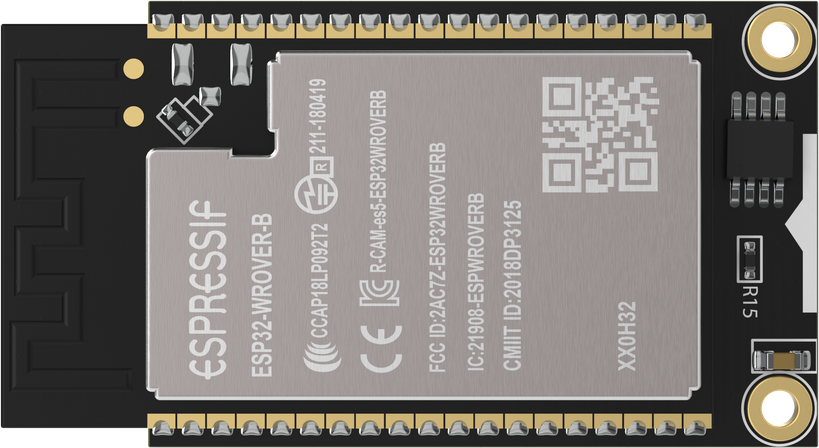 ESPRESSIF
ESP32-WROVER-B
CCAP18LP092T2 R 211-180419
CE R-CAM-es5-ESP32WROVERB
FCC ID:2AC7Z-ESP32WROVERB
IC:21908-ESPWROVERB
CMIIT ID:2018DP3125
XX0H32
R15